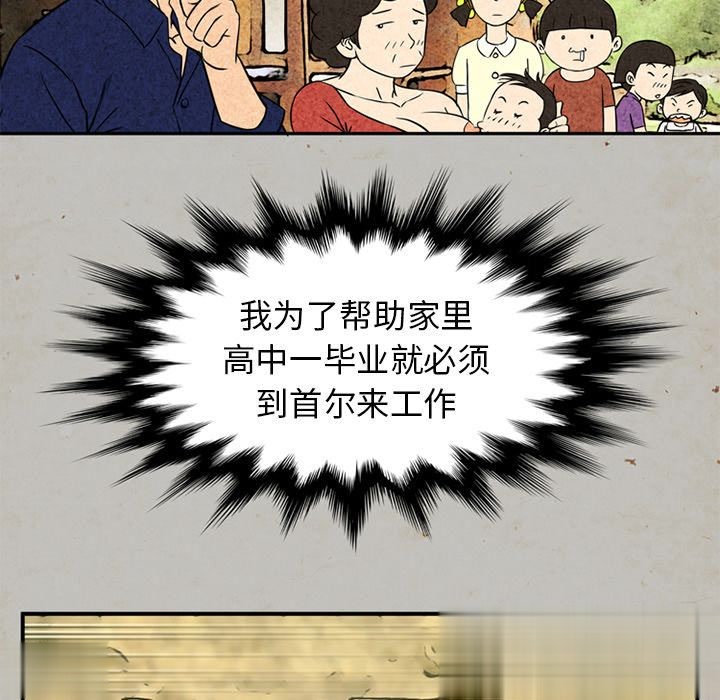 我为了帮助家里
高中一毕业就必须
到首尔来工作